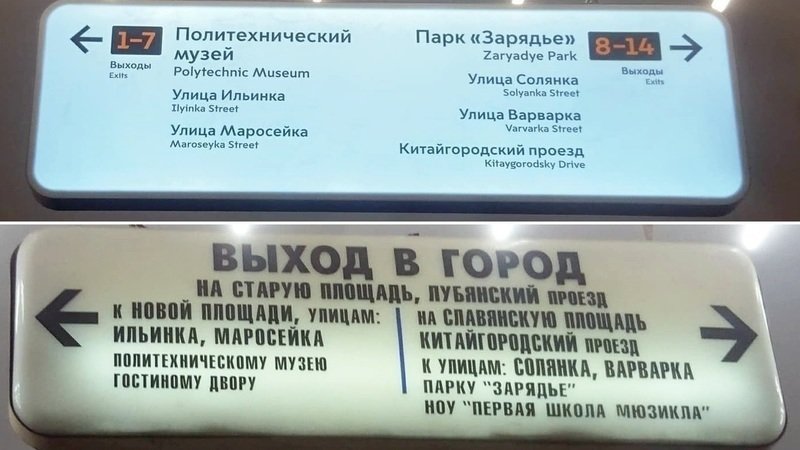 1-7
Выходы
Exits
Политехнический
музей
Polytechnic Museum
Улица Ильинка
Ilyinka Street
Улица Маросейка
Maroseyka Street
Парк «Зарядье»
Zaryadye Park
8-14
Выходы
Exits
Улица Солянка
Solyanka Street
Улица Варварка
Varvarka Street
Китайгородский проезд
Kitaygorodsky Drive
ВЫХОД В ГОРОД
НА СТАРУЮ ПЛОЩАДЬ, ЛУБЯНСКИЙ ПРОЕЗД
К НОВОЙ ПЛОЩАДИ, УЛИЦАМ:
ИЛЬИНКА, МАРОСЕЙКА
ПОЛИТЕХНИЧЕСКОМУ МУЗЕЮ
ГОСТИНОМУ ДВОРУ
НА СЛАВЯНСКУЮ ПЛОЩАДЬ
КИТАЙГОРОДСКИЙ ПРОЕЗД
К УЛИЦАМ: СОЛЯНКА, ВАРВАРКА
ПАРКУ "ЗАРЯДЬЕ"
НОУ "ПЕРВАЯ ШКОЛА МЮЗИКЛА"